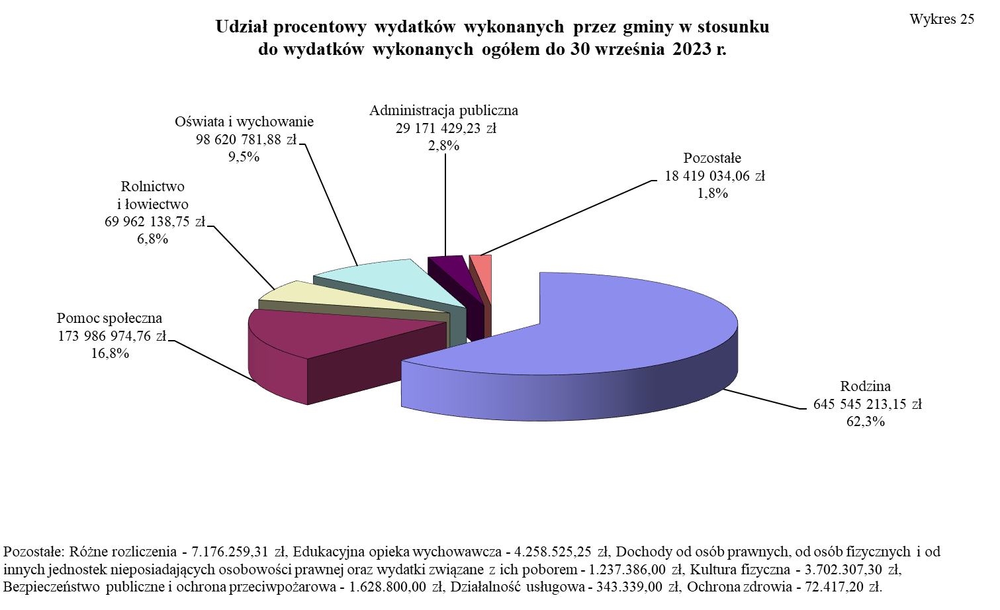 Wykres 25
Udział procentowy wydatków wykonanych przez gminy w stosunku
do wydatków wykonanych ogółem do 30 września 2023 r.
Administracja publiczna
29 171 429,23 zł
2,8%
Oświata i wychowanie
98 620 781,88 zł
9,5%
Pozostałe
18 419 034,06 zł
1,8%
Rolnictwo
i łowiectwo
69 962 138,75 zł
6,8%
Pomoc społeczna
173 986 974,76 zł
16,8%
Rodzina
645 545 213,15 zł
62,3%
Pozostałe: Różne rozliczenia - 7.176.259,31 zł, Edukacyjna opieka wychowawcza - 4.258.525,25 zł, Dochody od osób prawnych, od osób fizycznych i od
innych jednostek nieposiadających osobowości prawnej oraz wydatki związane z ich poborem - 1.237.386,00 zł, Kultura fizyczna - 3.702.307,30 zł,
Bezpieczeństwo publiczne i ochrona przeciwpożarowa - 1.628.800,00 zł, Działalność usługowa - 343.339,00 zł, Ochrona zdrowia - 72.417,20 zł.